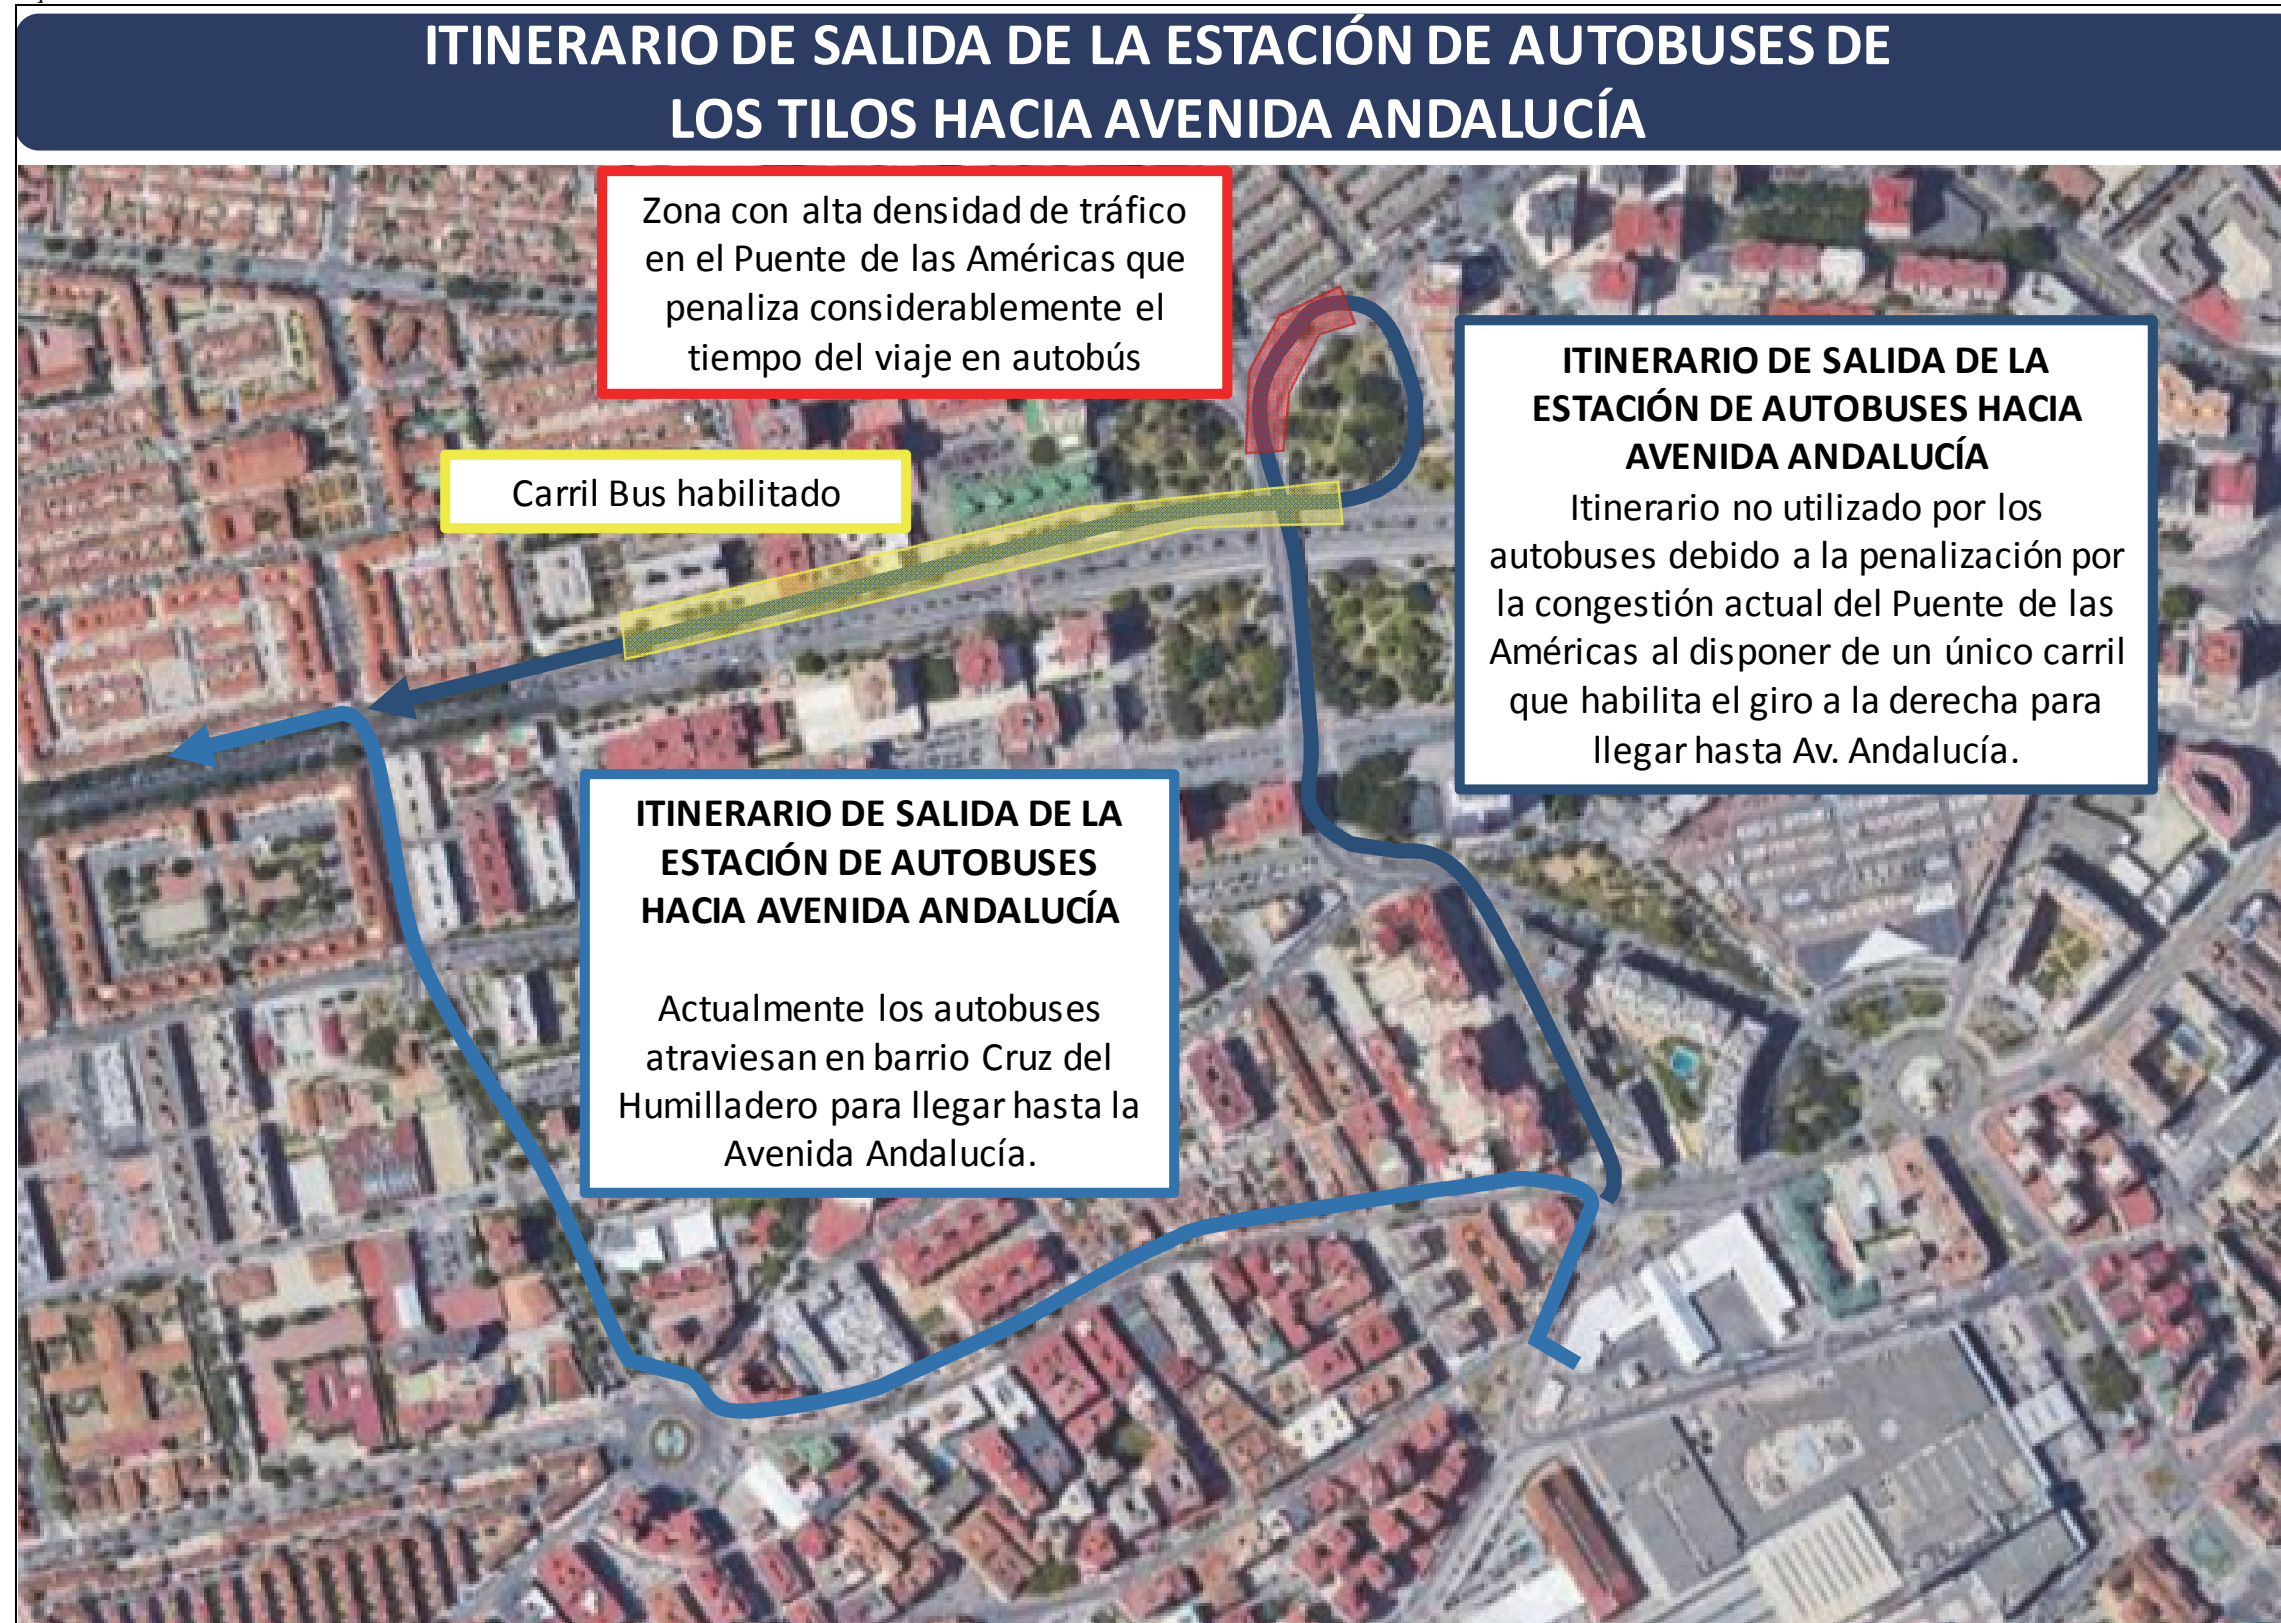 ITINERARIO DE SALIDA DE LA ESTACIÓN DE AUTOBUSES DE
LOS TILOS HACIA AVENIDA ANDALUCÍA
Zona con alta densidad de tráfico
en el Puente de las Américas que
penaliza considerablemente el
tiempo del viaje en autobús
Carril Bus habilitado
ITINERARIO DE SALIDA DE LA
ESTACIÓN DE AUTOBUSES HACIA
AVENIDA ANDALUCÍA
Itinerario no utilizado por los
autobuses debido a la penalización por
la congestión actual del Puente de las
Américas al disponer de un único carril
que habilita el giro a la derecha para
llegar hasta Av. Andalucía.
ITINERARIO DE SALIDA DE LA
ESTACIÓN DE AUTOBUSES
HACIA AVENIDA ANDALUCÍA
Actualmente los autobuses
atraviesan en barrio Cruz del
Humilladero para llegar hasta la
Avenida Andalucía.